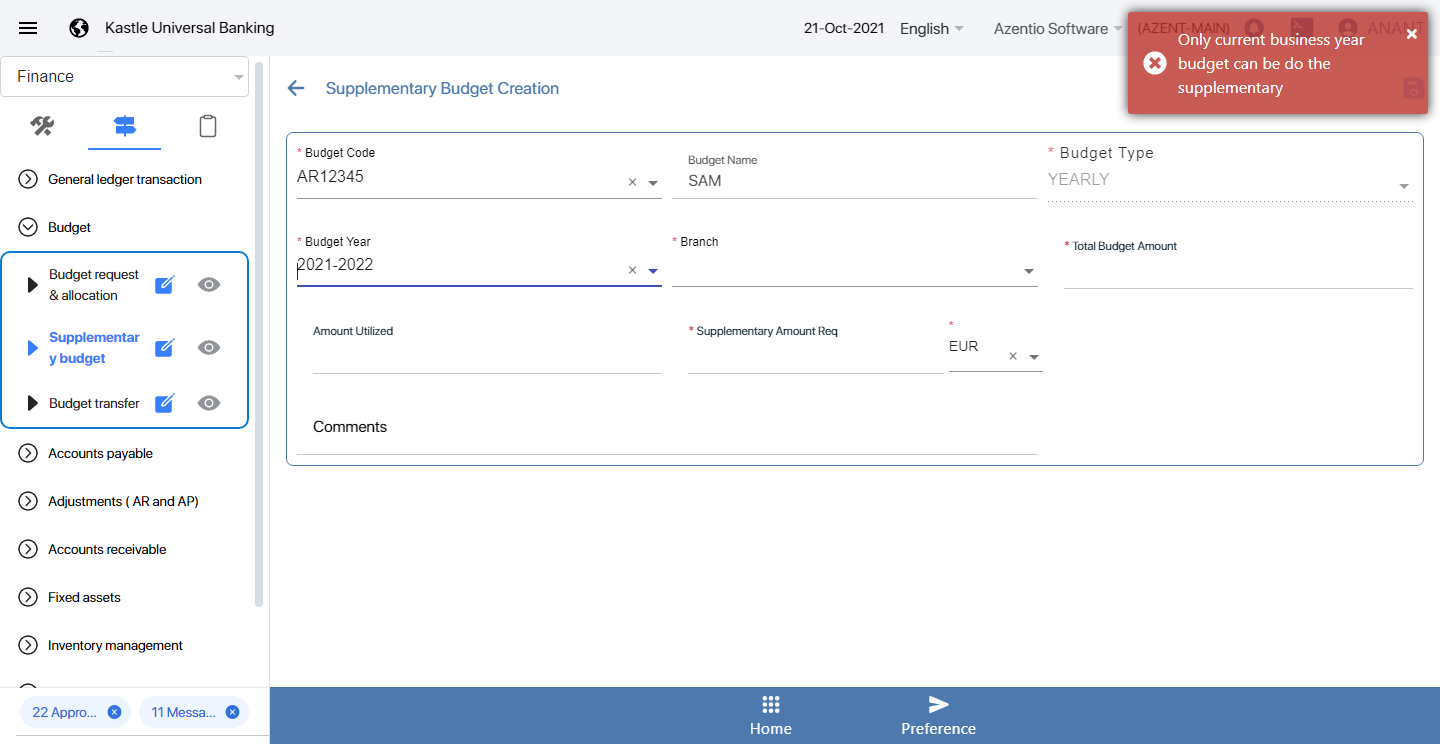 Kastle Universal Banking
21-Oct-2021
English
Azentio Software
(AZENT-MAIN)
ANANT
Only current business year
budget can be do the
supplementary
Finance
Supplementary Budget Creation
General ledger transaction
Budget
Budget request
& allocation
Supplementar
y budget
Budget transfer
Accounts payable
Adjustments ( AR and AP)
Accounts receivable
Fixed assets
Inventory management
22 Appro...
11 Messa...
* Budget Code
AR12345
Budget Name
SAM
* Budget Type
YEARLY
* Budget Year
2021-2022
* Branch
* Total Budget Amount
Amount Utilized
* Supplementary Amount Req
*
EUR
Comments
Home
Preference